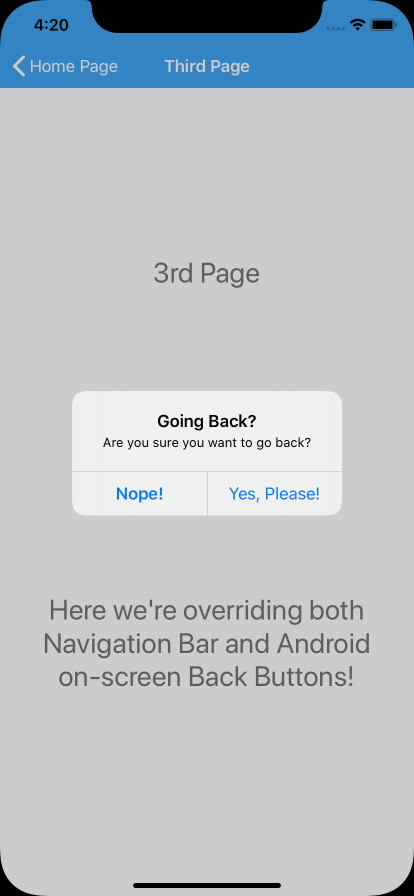 4:20
Home Page Third Page
3rd Page
Going Back?
Are you sure you want to go back?
Nope! Yes, Please!
Here we're overriding both
Navigation Bar and Android
on-screen Back Buttons!